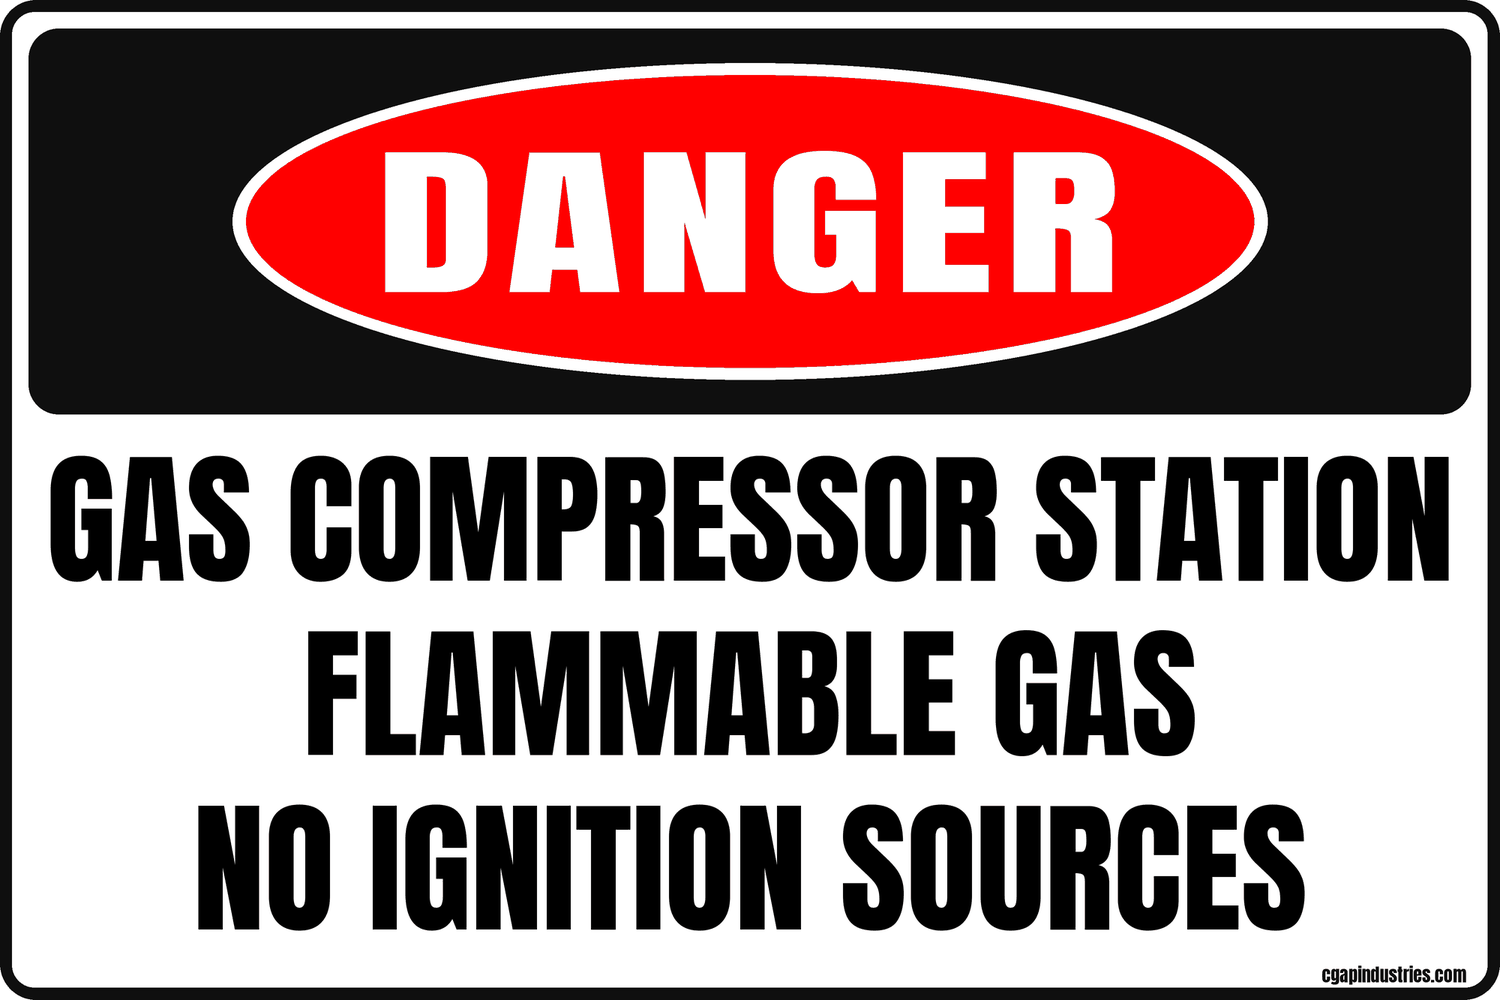 DANGER
GAS COMPRESSOR STATION
FLAMMABLE GAS
NO IGNITION SOURCES
cgapindustries.com